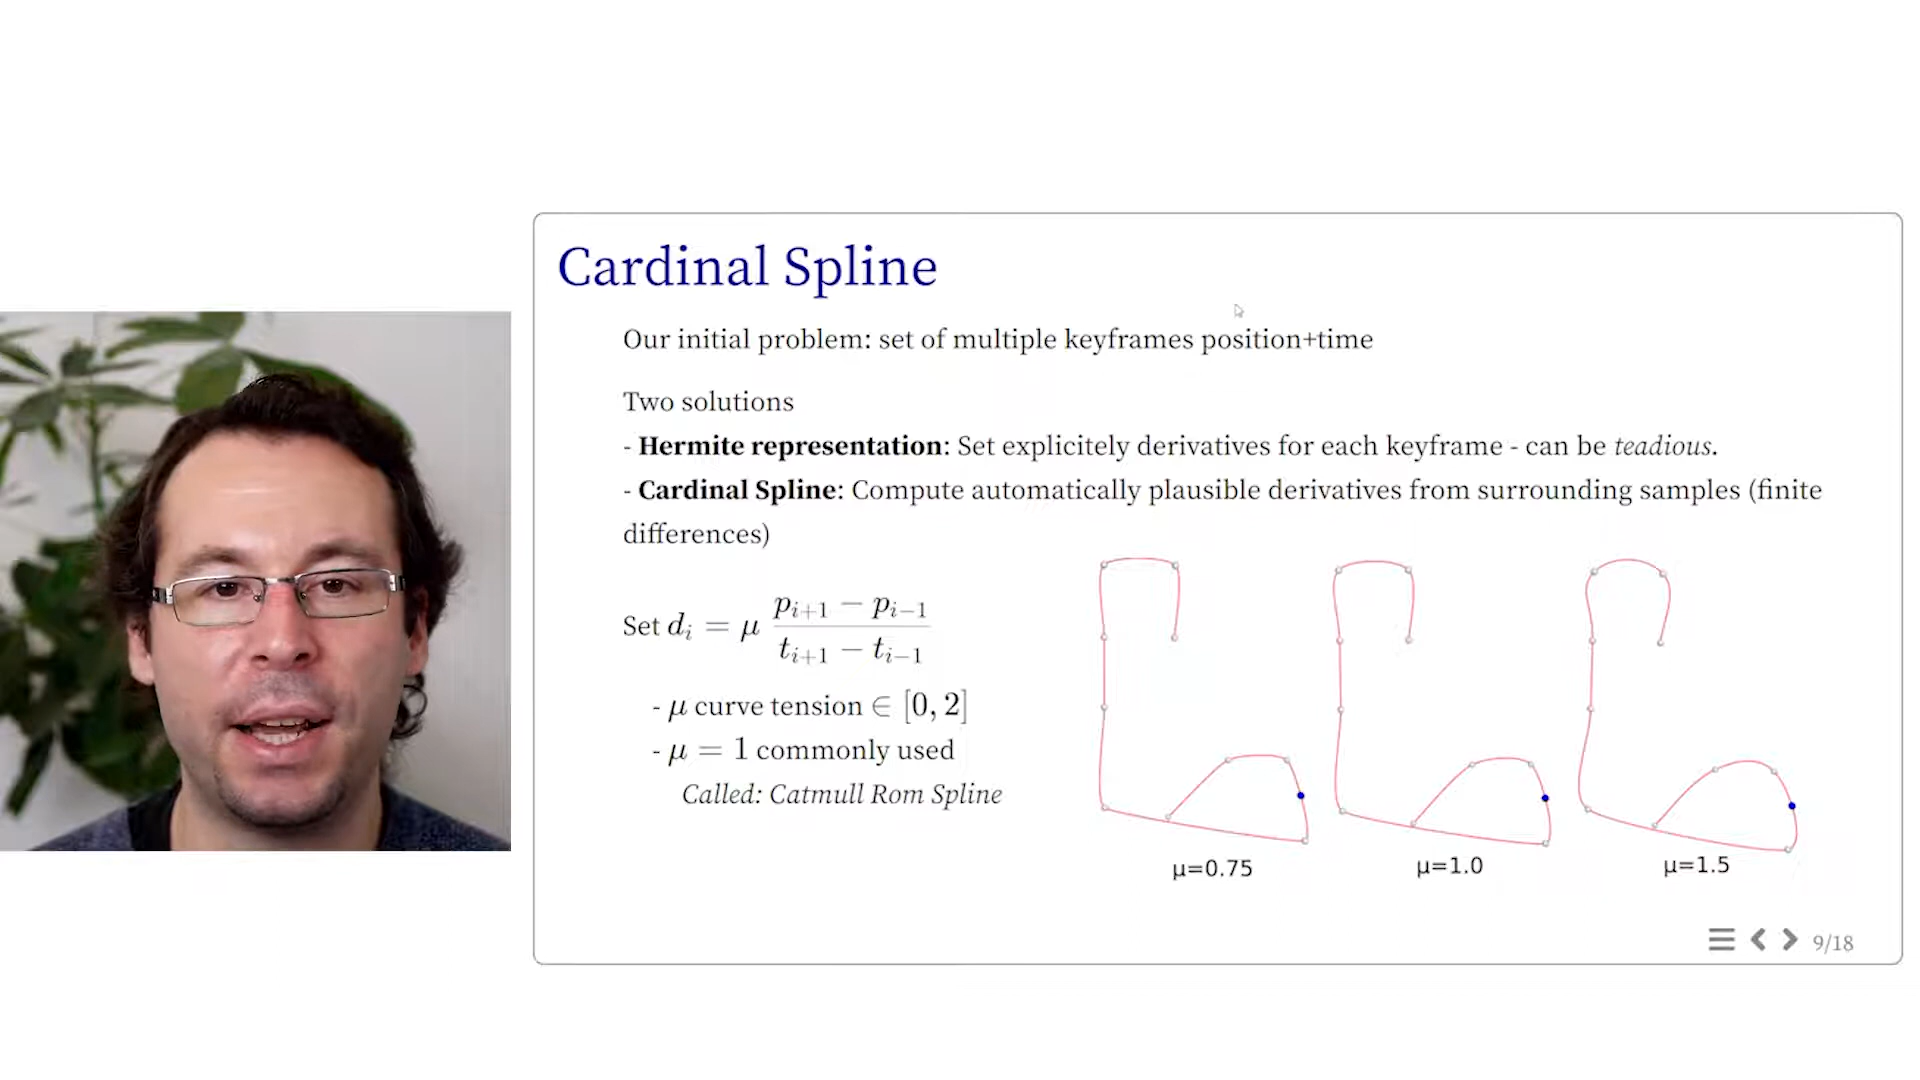 Cardinal Spline
Our initial problem: set of multiple keyframes position+time
Two solutions
- Hermite representation: Set explicitely derivatives for each keyframe - can be teadious.
- Cardinal Spline: Compute automatically plausible derivatives from surrounding samples (finite
differences)
Set d_i = μ (p_{i+1} − p_{i−1}) / (t_{i+1} − t_{i−1})
- μ curve tension ∈ [0, 2]
- μ = 1 commonly used
Called: Catmull Rom Spline
μ=0.75
μ=1.0
μ=1.5
9/18